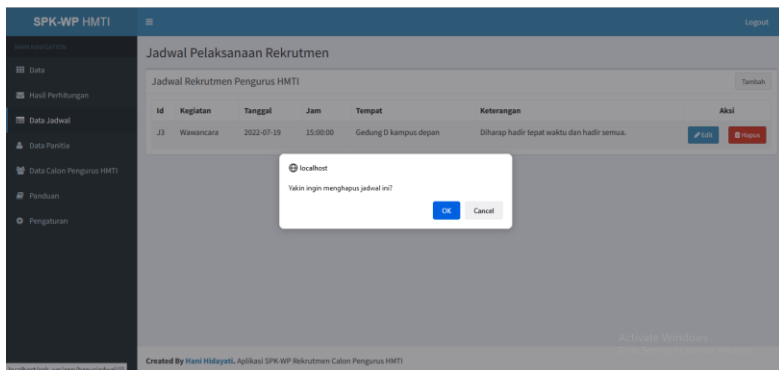 SPK-WP HMTI
Logout
MAIN NAVIGATION
Data
Hasil Perhitungan
Data Jadwal
Data Panitia
Data Calon Pengurus HMTI
Panduan
Pengaturan
Jadwal Pelaksanaan Rekrutmen
Jadwal Rekrutmen Pengurus HMTI
Tambah
Id Kegiatan Tanggal Jam Tempat Keterangan Aksi
J3 Wawancara 2022-07-19 15:00:00 Gedung D kampus depan Diharap hadir tepat waktu dan hadir semua. Edit Hapus
localhost
Yakin ingin menghapus jadwal ini?
OK Cancel
Activate Windows
Created By Hani Hidayati. Aplikasi SPK-WP Rekrutmen Calon Pengurus HMTI